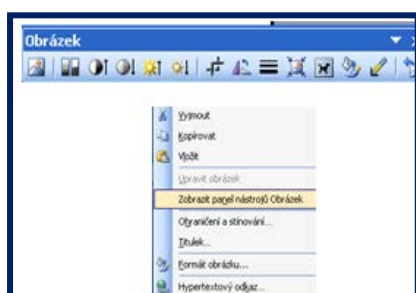 Obrázek
Vyjmout
Kopírovat
Vložit
Upravit obrázek
Zobrazit panel nástrojů Obrázek
Ohraničení a stínování...
Titulek...
Formát obrázku...
Hypertextový odkaz...